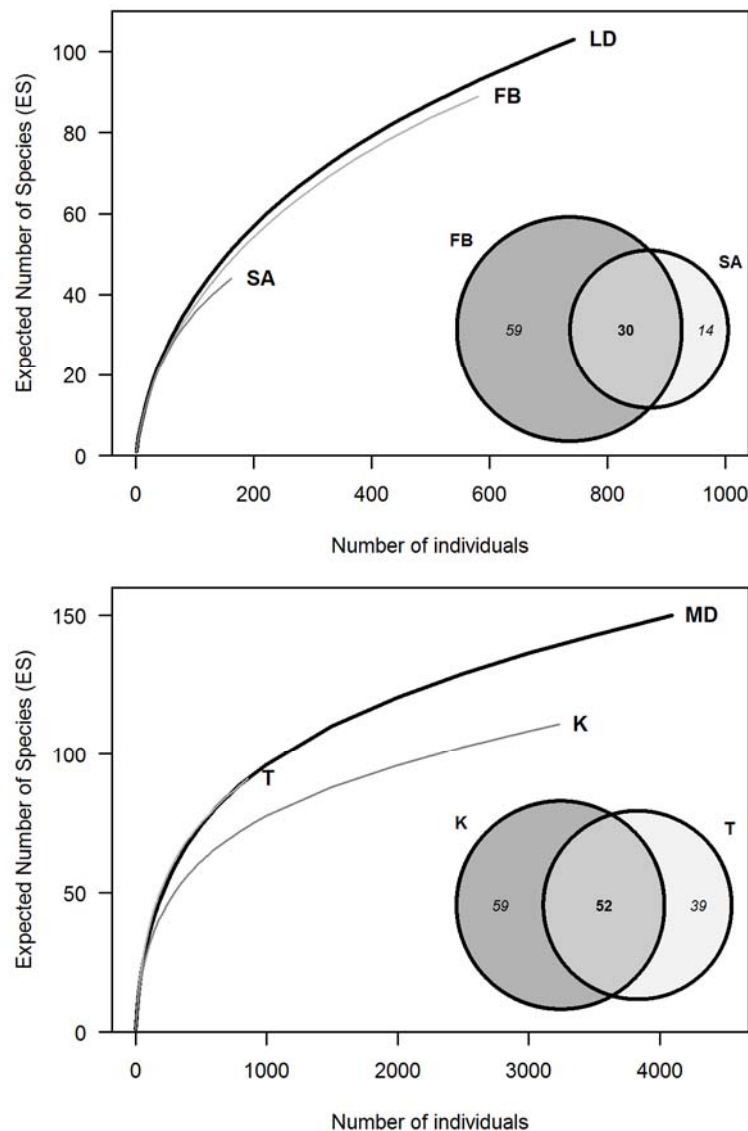 Expected Number of Species (ES)
100
80
60
40
20
0
LD
FB
SA
FB
SA
59
30
14
0
200
400
600
800
1000
Number of individuals
Expected Number of Species (ES)
150
100
50
0
MD
K
T
K
T
59
52
39
0
1000
2000
3000
4000
Number of individuals